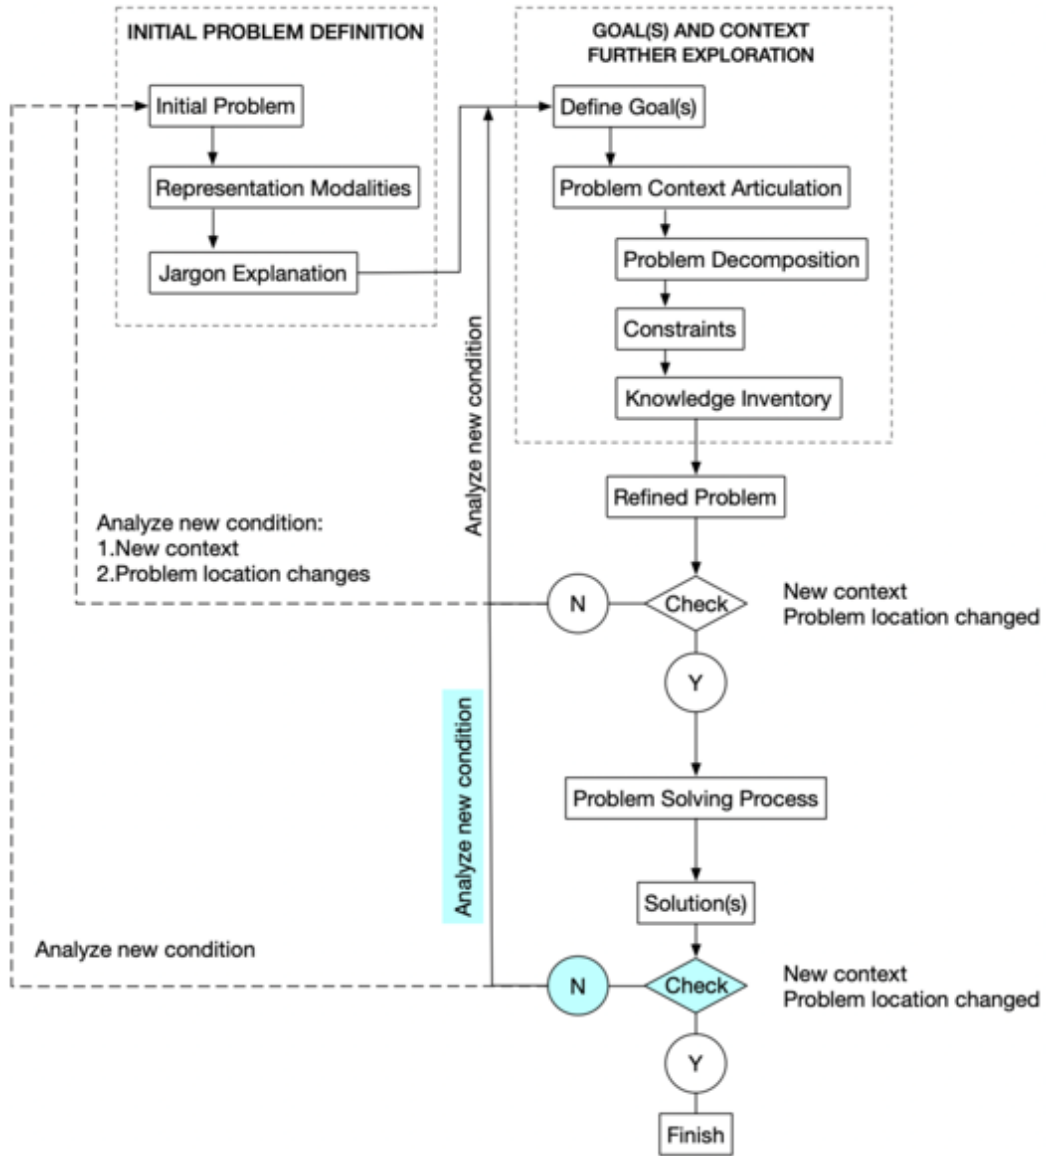 INITIAL PROBLEM DEFINITION
Initial Problem
Representation Modalities
Jargon Explanation
GOAL(S) AND CONTEXT
FURTHER EXPLORATION
Define Goal(s)
Problem Context Articulation
Problem Decomposition
Constraints
Knowledge Inventory
Analyze new condition
Refined Problem
Analyze new condition:
1.New context
2.Problem location changes
N
Check
New context
Problem location changed
Y
Analyze new condition
Problem Solving Process
Solution(s)
Analyze new condition
N
Check
New context
Problem location changed
Y
Finish